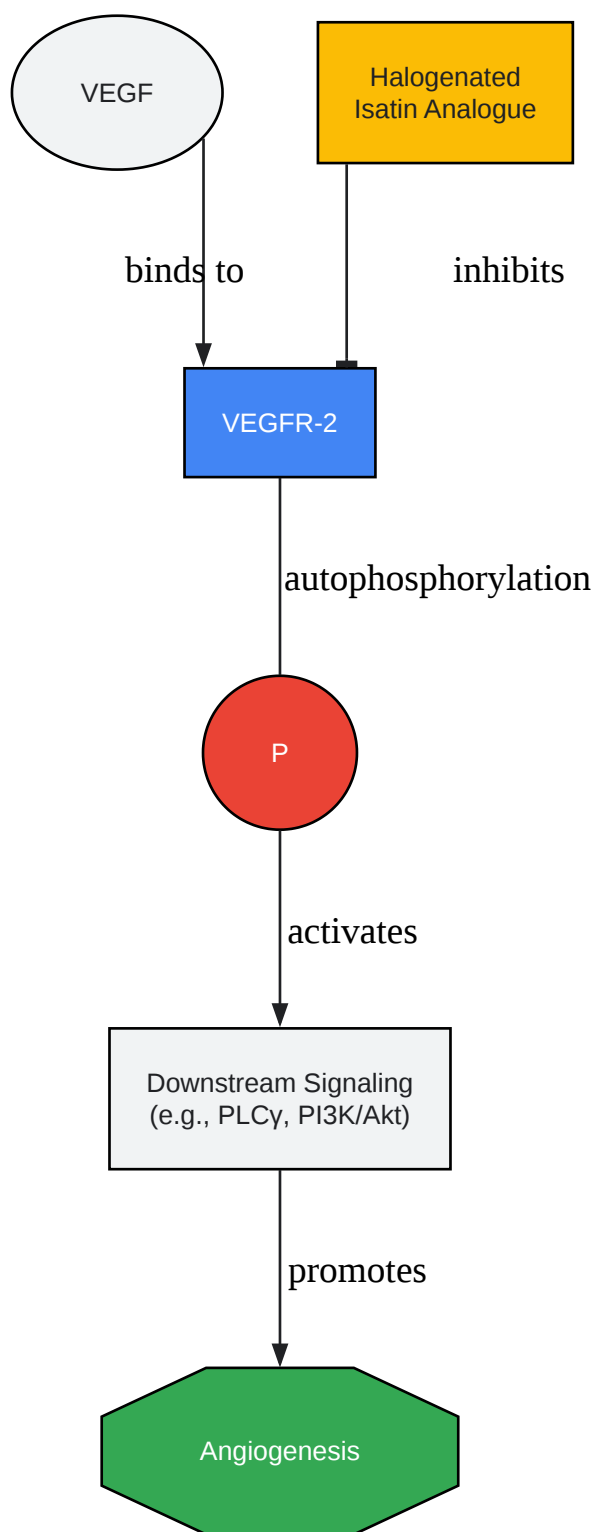 VEGF
Halogenated
Isatin Analogue
binds to
inhibits
VEGFR-2
autophosphorylation
P
activates
Downstream Signaling
(e.g., PLCγ, PI3K/Akt)
promotes
Angiogenesis